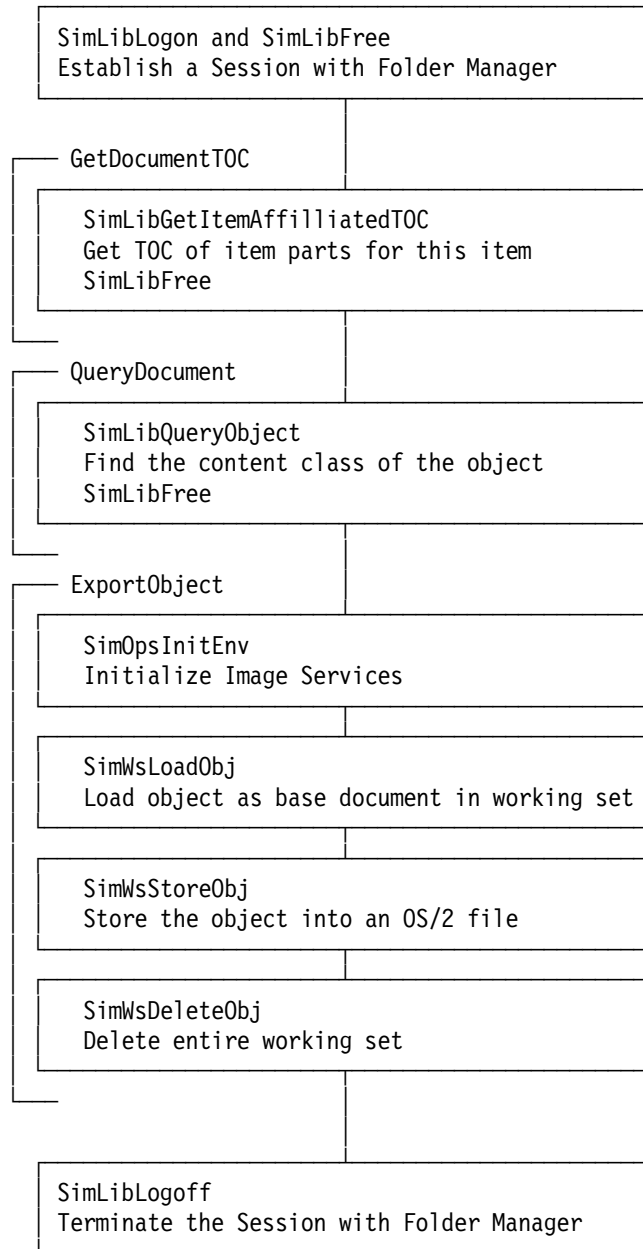 SimLibLogon and SimLibFree
Establish a Session with Folder Manager
GetDocumentTOC
SimLibGetItemAffilliatedTOC
Get TOC of item parts for this item
SimLibFree
QueryDocument
SimLibQueryObject
Find the content class of the object
SimLibFree
ExportObject
SimOpsInitEnv
Initialize Image Services
SimWsLoadObj
Load object as base document in working set
SimWsStoreObj
Store the object into an OS/2 file
SimWsDeleteObj
Delete entire working set
SimLibLogoff
Terminate the Session with Folder Manager